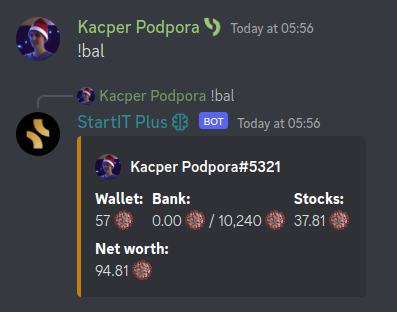 Kacper Podpora Today at 05:56
!bal
Kacper Podpora !bal
StartIT Plus BOT Today at 05:56
Kacper Podpora#5321
Wallet: Bank: Stocks:
57 0.00 / 10,240 37.81
Net worth:
94.81